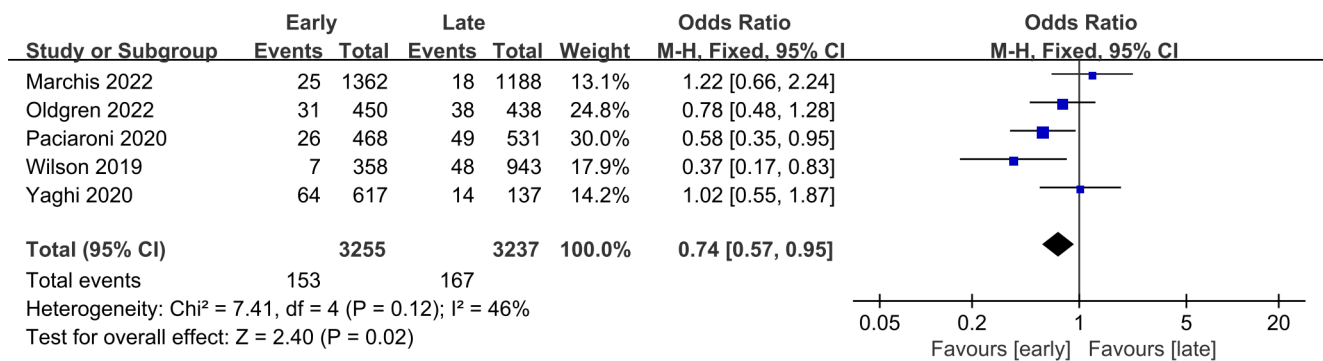 Early Late Odds Ratio Odds Ratio
Study or Subgroup Events Total Events Total Weight M-H, Fixed, 95% CI M-H, Fixed, 95% CI
Marchis 2022 25 1362 18 1188 13.1% 1.22 [0.66, 2.24]
Oldgren 2022 31 450 38 438 24.8% 0.78 [0.48, 1.28]
Paciaroni 2020 26 468 49 531 30.0% 0.58 [0.35, 0.95]
Wilson 2019 7 358 48 943 17.9% 0.37 [0.17, 0.83]
Yaghi 2020 64 617 14 137 14.2% 1.02 [0.55, 1.87]
Total (95% CI) 3255 3237 100.0% 0.74 [0.57, 0.95]
Total events 153 167
Heterogeneity: Chi² = 7.41, df = 4 (P = 0.12); I² = 46%
Test for overall effect: Z = 2.40 (P = 0.02)
0.05 0.2 1 5 20
Favours [early] Favours [late]